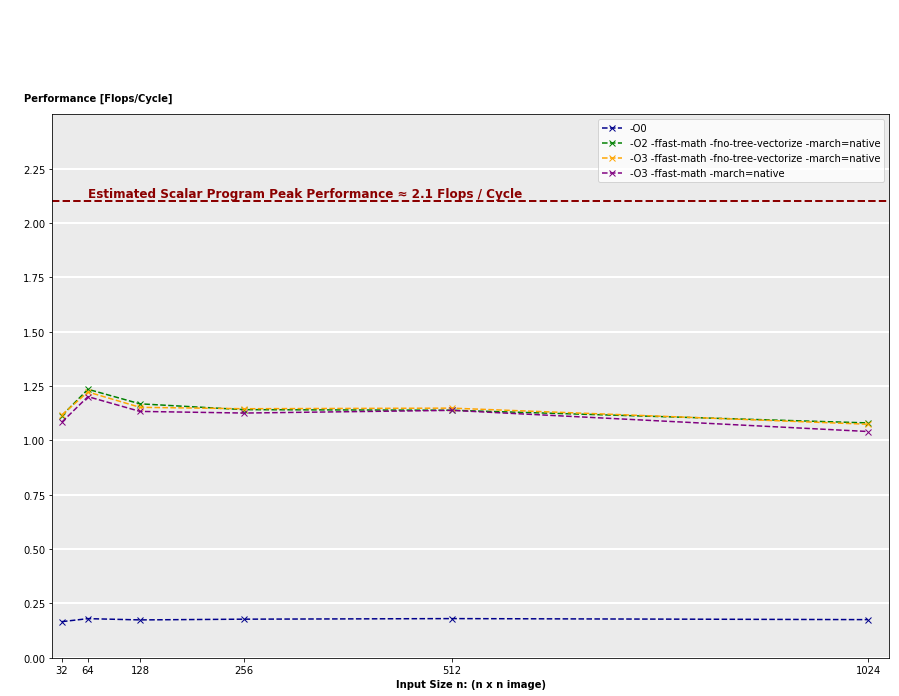 Performance [Flops/Cycle]
-O0
-O2 -ffast-math -fno-tree-vectorize -march=native
-O3 -ffast-math -fno-tree-vectorize -march=native
-O3 -ffast-math -march=native
2.25
Estimated Scalar Program Peak Performance ≈ 2.1 Flops / Cycle
2.00
1.75
1.50
1.25
1.00
0.75
0.50
0.25
0.00
32 64 128 256 512 1024
Input Size n: (n x n image)